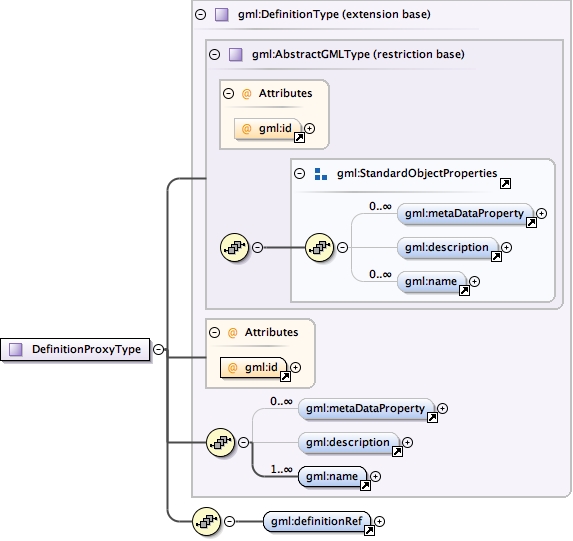 gml:DefinitionType (extension base)
gml:AbstractGMLType (restriction base)
@ Attributes
@ gml:id
gml:StandardObjectProperties
0..∞
gml:metaDataProperty
gml:description
0..∞
gml:name
DefinitionProxyType
@ Attributes
@ gml:id
0..∞
gml:metaDataProperty
gml:description
1..∞
gml:name
gml:definitionRef